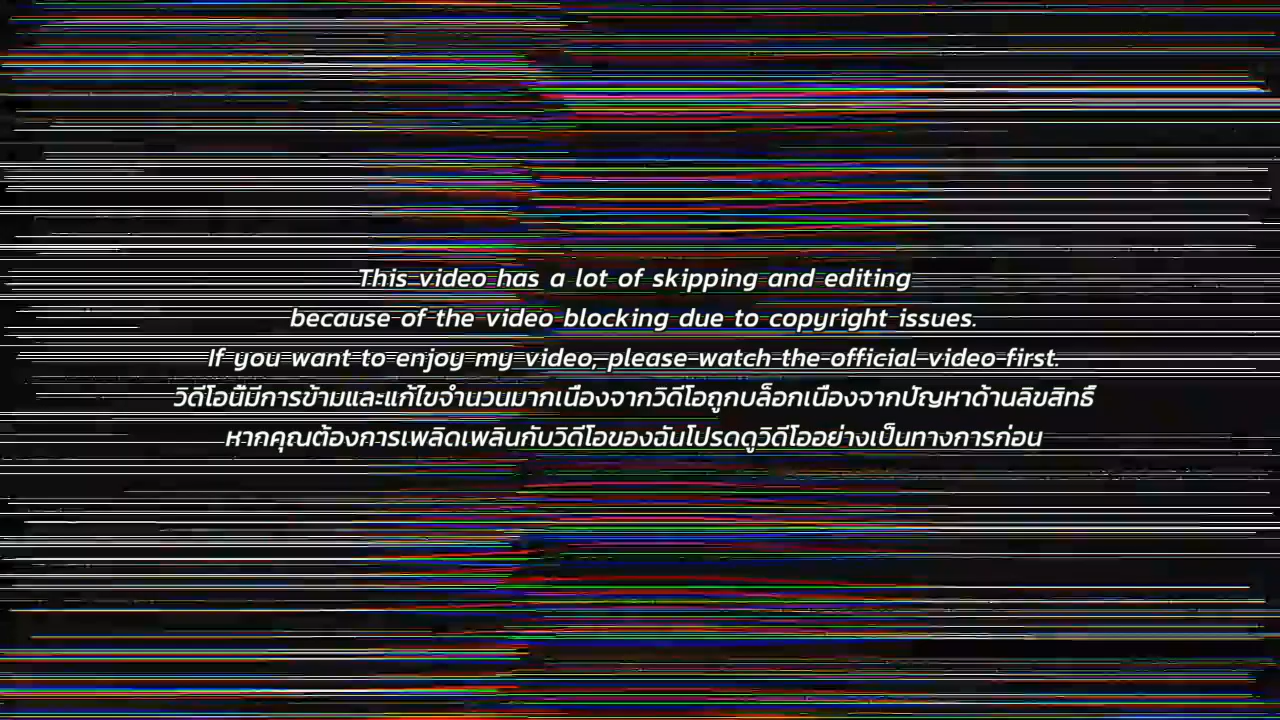 This video has a lot of skipping and editing
because of the video blocking due to copyright issues.
If you want to enjoy my video, please watch the official video first.
วิดีโอนี้มีการข้ามและแก้ไขจำนวนมากเนื่องจากวิดีโอถูกบล็อกเนื่องจากปัญหาด้านลิขสิทธิ์
หากคุณต้องการเพลิดเพลินกับวิดีโอของฉันโปรดดูวิดีโออย่างเป็นทางการก่อน